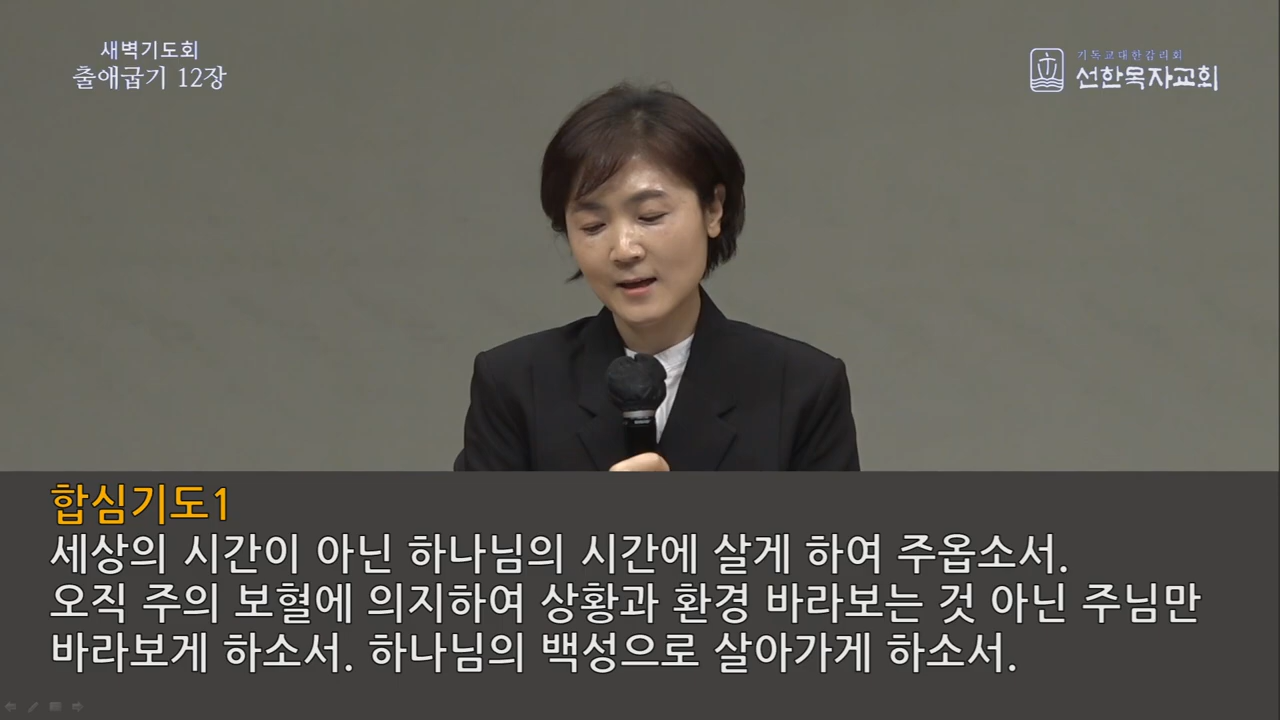 새벽기도회
출애굽기 12장
기독교대한감리회
선한목자교회
합심기도1
세상의 시간이 아닌 하나님의 시간에 살게 하여 주옵소서.
오직 주의 보혈에 의지하여 상황과 환경 바라보는 것 아닌 주님만
바라보게 하소서. 하나님의 백성으로 살아가게 하소서.